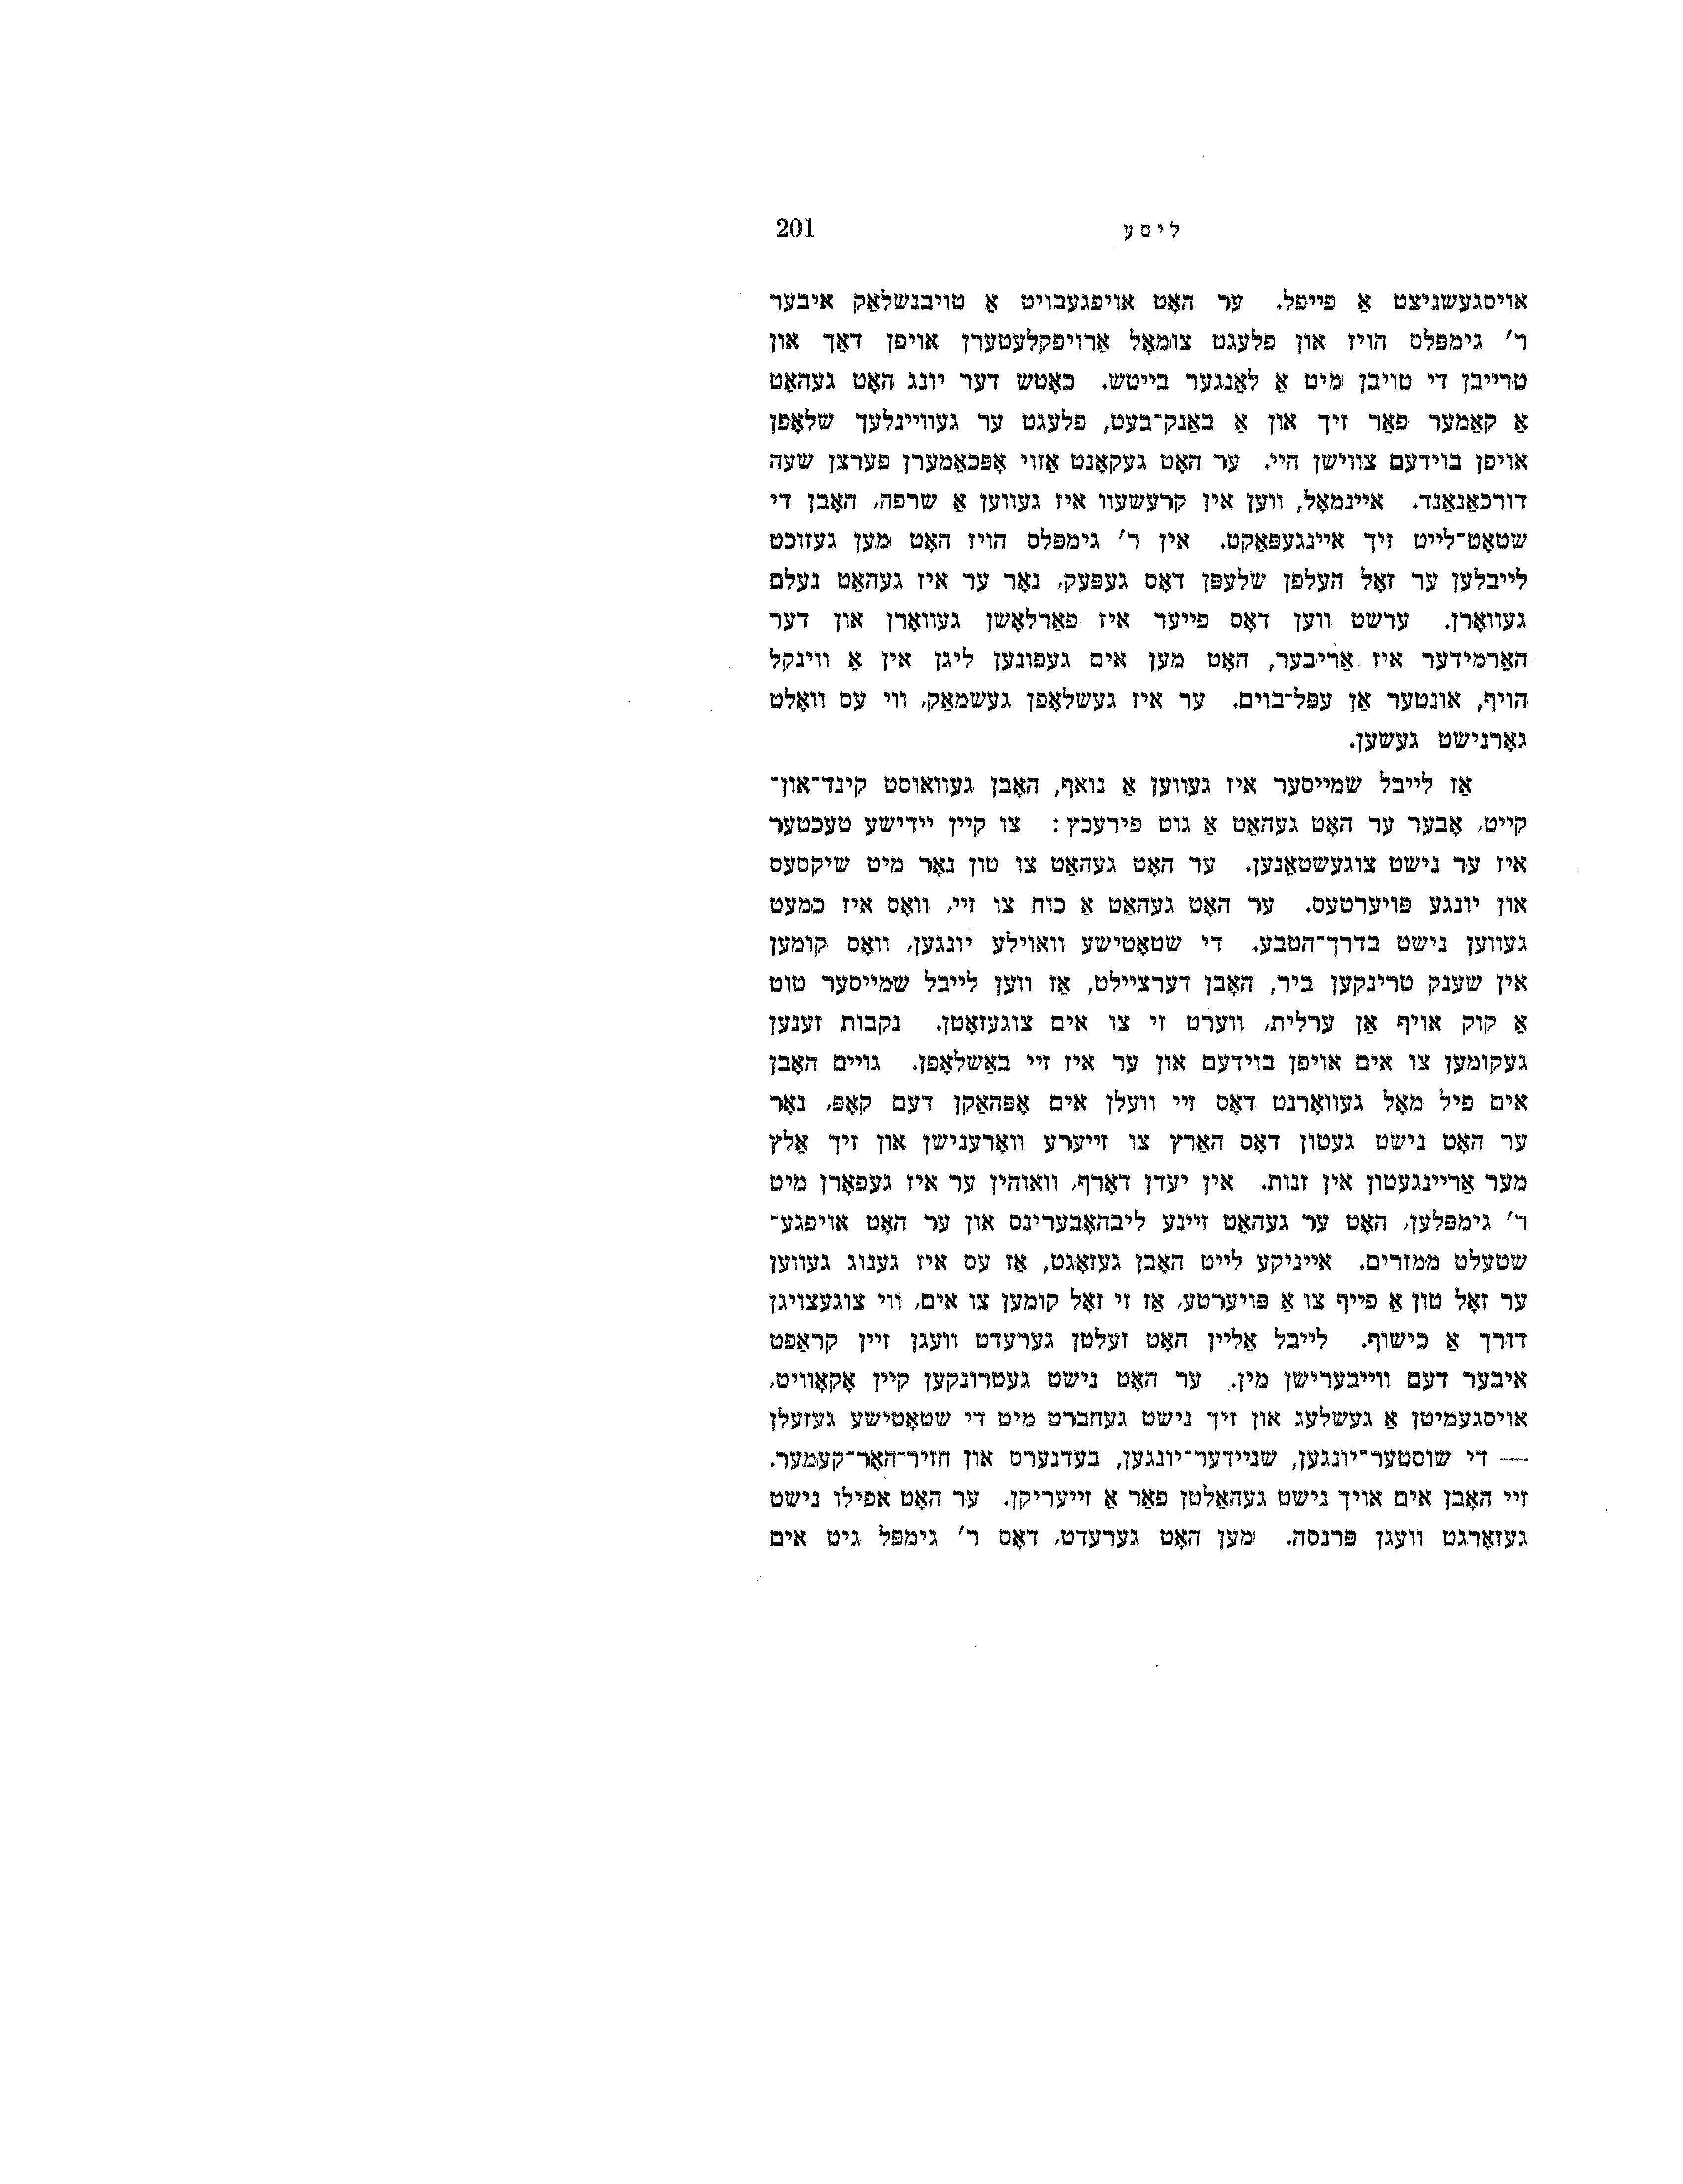 ליסע 201
אויסגעשניצט אַ פייפל. ער האָט אויפגעבויט אַ טויבנשלאַק איבער
ר' גימפּלס הויז און פלעגט צומאָל אַרויפקלעטערן אויפן דאַך און
טרייבן די טויבן מיט אַ לאַנגער בייטש. כאָטש דער יונג האָט געהאַט
אַ קאַמער פאַר זיך און אַ באַנק־בעט, פלעגט ער געוויינלעך שלאָפן
אויפן בוידעם צווישן היי. ער האָט געקאָנט אַזוי אָפּכאַמערן פערצן שעה
דורכאַנאַנד. איינמאָל, ווען אין קרעשעוו איז געווען אַ שרפה, האָבן די
שטאָט־לייט זיך איינגעפּאַקט. אין ר' גימפּלס הויז האָט מען געזוכט
לייבלען ער זאָל העלפן שלעפּן דאָס געפּעק, נאָר ער איז געהאַט נעלם
געוואָרן. ערשט ווען דאָס פייער איז פאַרלאָשן געוואָרן און דער
האַרמידער איז אַריבער, האָט מען אים געפונען ליגן אין אַ ווינקל
הויף, אונטער אַן עפּל־בוים. ער איז געשלאָפן געשמאַק, ווי עס וואָלט
גאָרנישט געשען.
אַז לייבל שמייסער איז געווען אַ נואף, האָבן געוואוסט קינד־און־
קייט, אָבער ער האָט געהאַט אַ גוט פירעכץ: צו קיין יידישע טעכטער
איז ער נישט צוגעשטאַנען. ער האָט געהאַט צו טון נאָר מיט שיקסעס
און יונגע פּויערטעס. ער האָט געהאַט אַ כוח צו זיי, וואָס איז כמעט
געווען נישט בדרך־הטבע. די שטאָטישע וואוילע יונגען, וואָס קומען
אין שענק טרינקען ביר, האָבן דערציילט, אַז ווען לייבל שמייסער טוט
אַ קוק אויף אַן ערלית, ווערט זי צו אים צוגעזאָטן. נקבות זענען
געקומען צו אים אויפן בוידעם און ער איז זיי באַשלאָפן. גויים האָבן
אים פיל מאָל געוואָרנט דאָס זיי וועלן אים אָפּהאַקן דעם קאָפּ, נאָר
ער האָט נישט געטון דאָס האַרץ צו זייערע וואָרענישן און זיך אַלץ
מער אַריינגעטון אין זנות. אין יעדן דאָרף, וואוהין ער איז געפאָרן מיט
ר' גימפּלען, האָט ער געהאַט זיינע ליבהאָבערינס און ער האָט אויפגע־
שטעלט ממזרים. אייניקע לייט האָבן געזאָגט, אַז עס איז גענוג געווען
ער זאָל טון אַ פייף צו אַ פּויערטע, אַז זי זאָל קומען צו אים, ווי צוגעצויגן
דורך אַ כישוף. לייבל אַליין האָט זעלטן גערעדט וועגן זיין קראַפט
איבער דעם ווייבערישן מין. ער האָט נישט געטרונקען קיין אָקאָוויט,
אויסגעמיטן אַ געשלעג און זיך נישט געחברט מיט די שטאָטישע געזעלן
— די שוסטער־יונגען, שניידער־יונגען, בעדנערס און חזיר־האָר־קעמער.
זיי האָבן אים אויך נישט געהאַלטן פאַר אַ זייעריקן. ער האָט אפילו נישט
געזאָרגט וועגן פּרנסה. מען האָט גערעדט, דאָס ר' גימפּל גיט אים